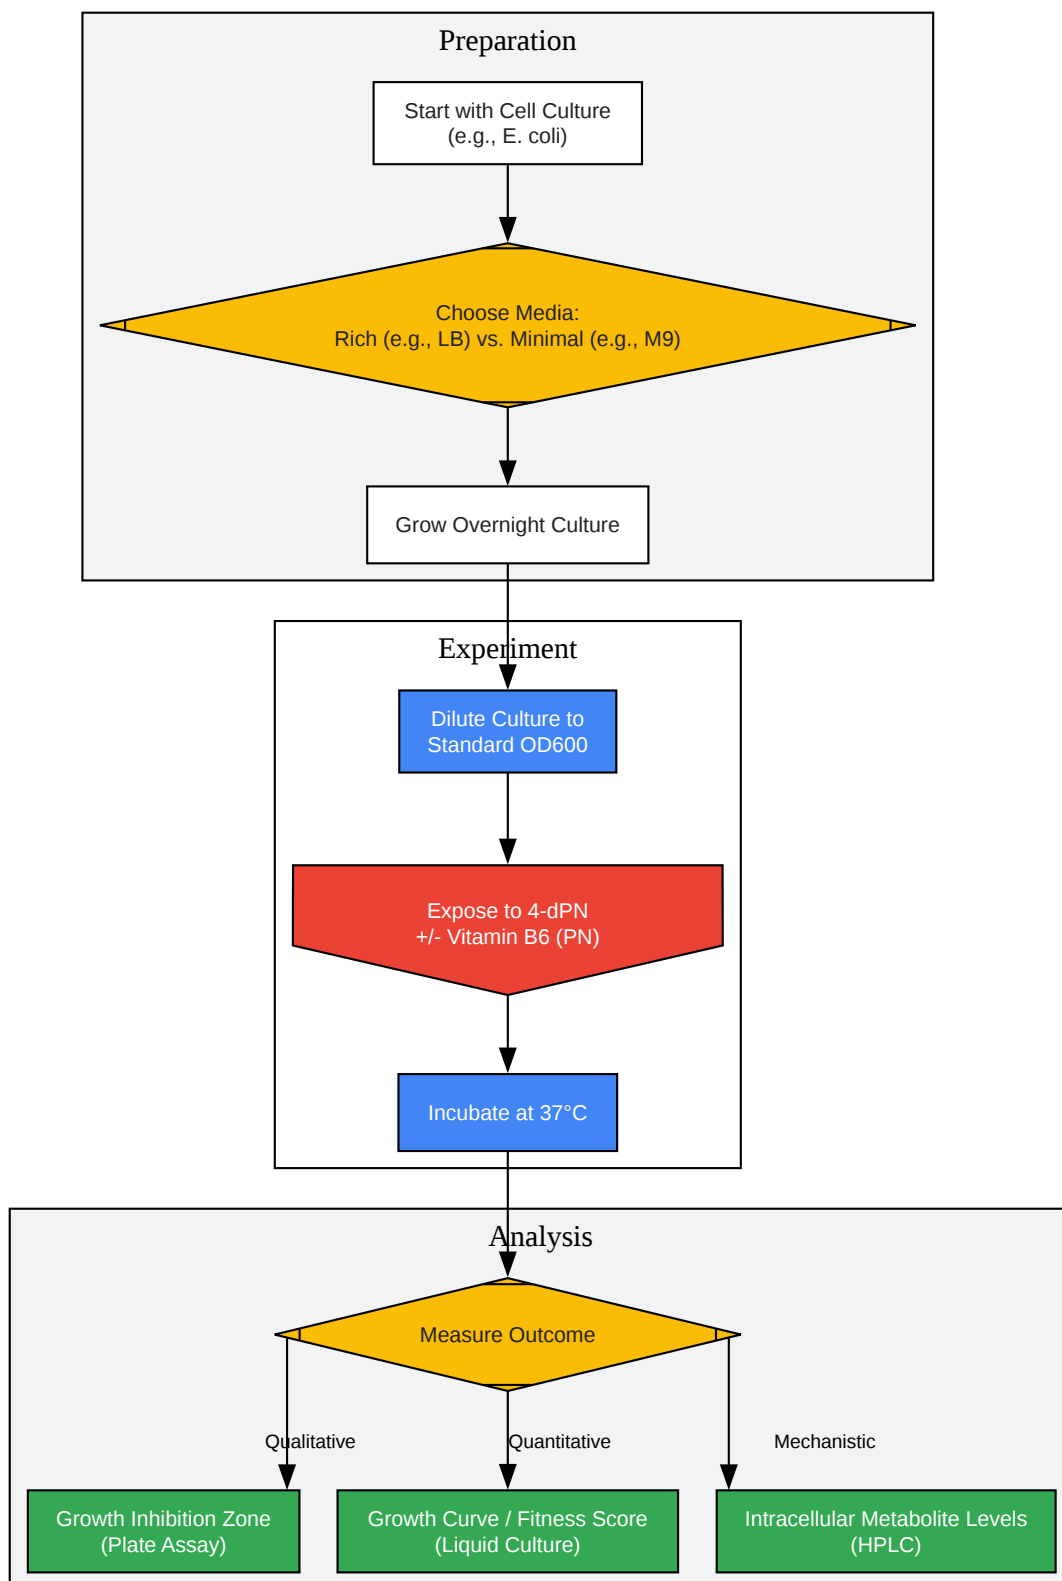 Preparation
Start with Cell Culture
(e.g., E. coli)
Choose Media:
Rich (e.g., LB) vs. Minimal (e.g., M9)
Grow Overnight Culture
Experiment
Dilute Culture to
Standard OD600
Expose to 4-dPN
+/- Vitamin B6 (PN)
Incubate at 37°C
Analysis
Measure Outcome
Qualitative
Quantitative
Mechanistic
Growth Inhibition Zone
(Plate Assay)
Growth Curve / Fitness Score
(Liquid Culture)
Intracellular Metabolite Levels
(HPLC)